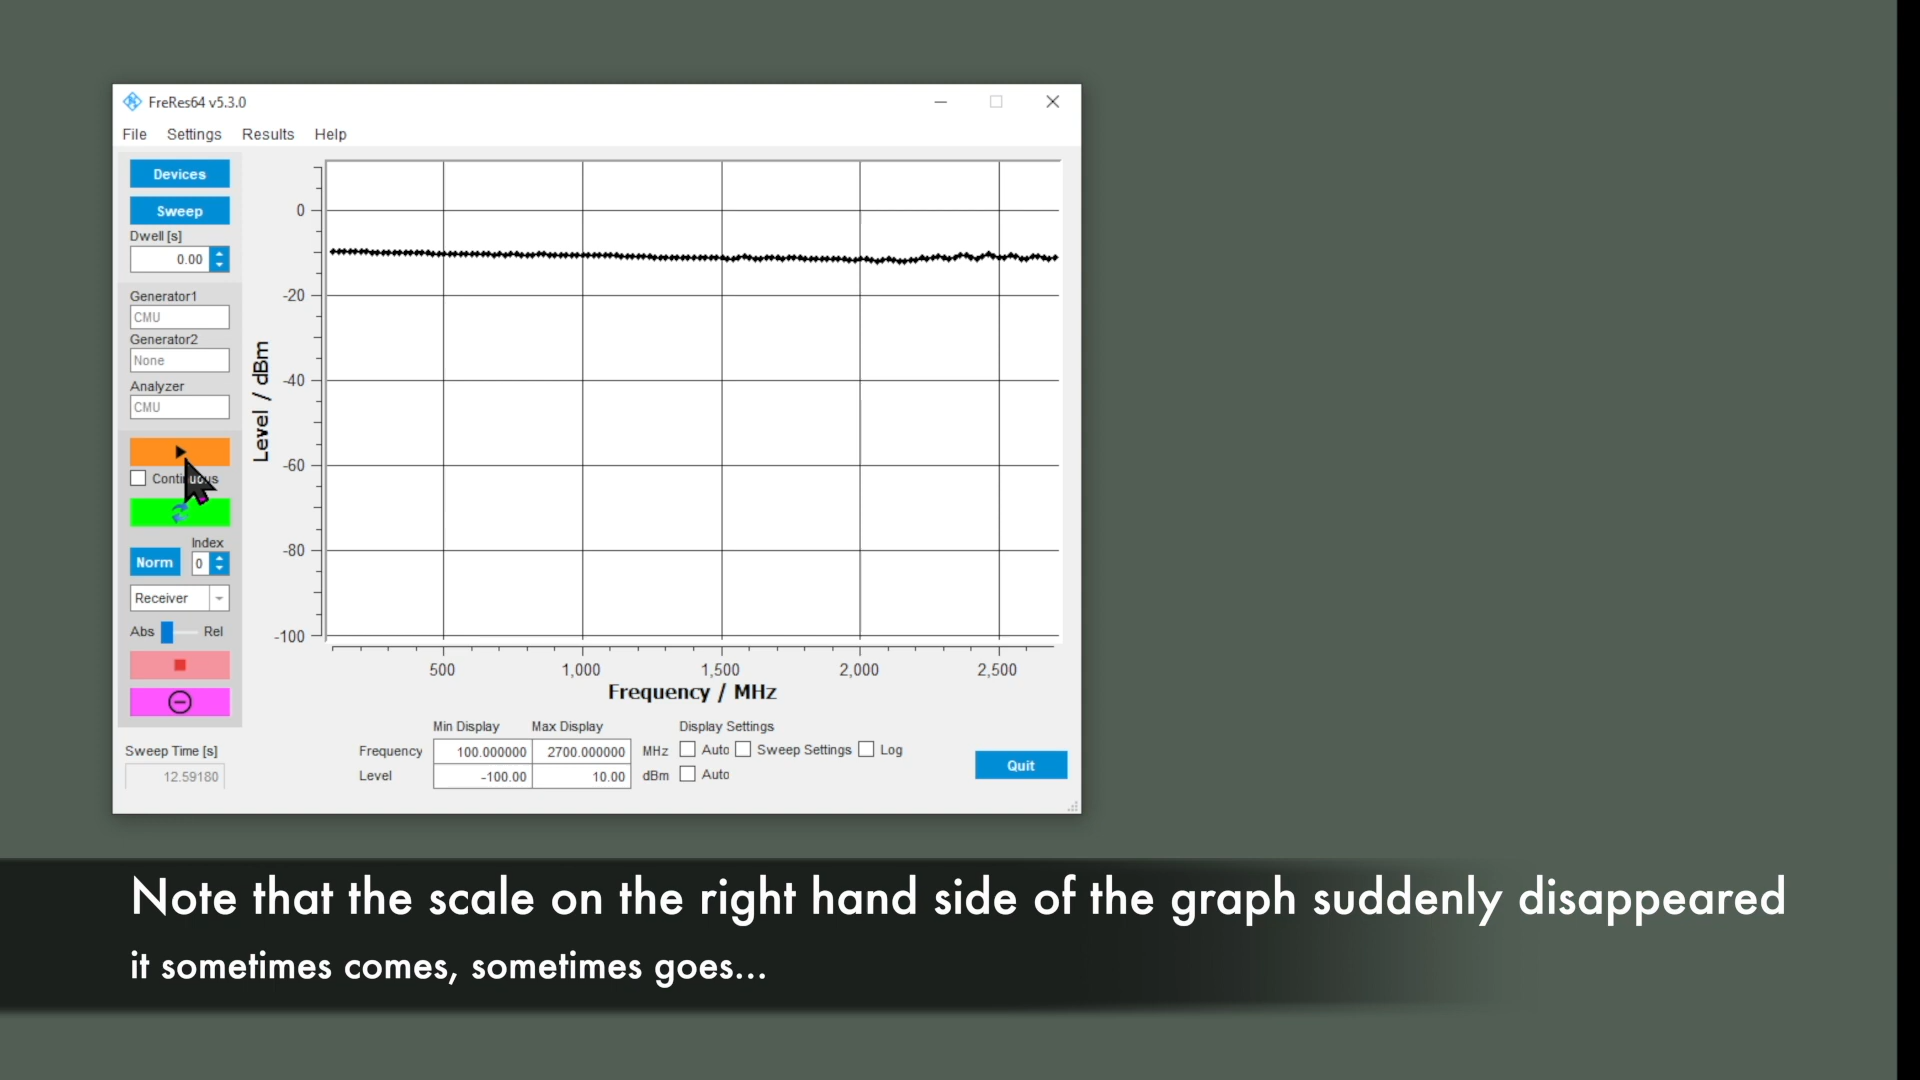 FreRes64 v5.3.0
File Settings Results Help
Devices
Sweep
Dwell [s]
0.00
Generator1
CMU
Generator2
None
Analyzer
CMU
Continuous
Index
Norm 0
Receiver
Abs Rel
Sweep Time [s]
12.59180
Level / dBm
0
-20
-40
-60
-80
-100
500 1,000 1,500 2,000 2,500
Frequency / MHz
Min Display Max Display Display Settings
Frequency 100.000000 2700.000000 MHz Auto Sweep Settings Log
Level -100.00 10.00 dBm Auto
Quit
Note that the scale on the right hand side of the graph suddenly disappeared
it sometimes comes, sometimes goes...